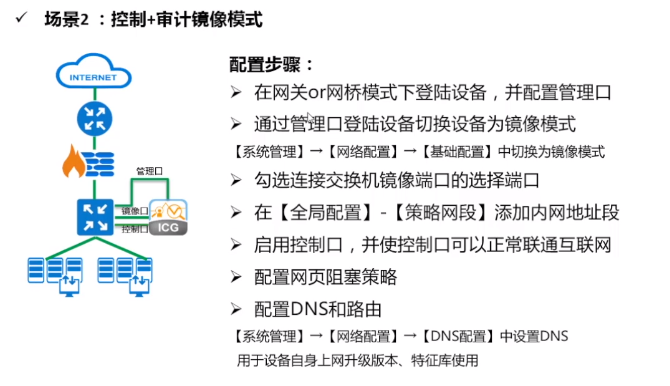 ✓ 场景2 ：控制+审计镜像模式
INTERNET
管理口
镜像口
控制口
ICG
配置步骤：
➢ 在网关or网桥模式下登陆设备，并配置管理口
➢ 通过管理口登陆设备切换设备为镜像模式
【系统管理】→【网络配置】→【基础配置】中切换为镜像模式
➢ 勾选连接交换机镜像端口的选择端口
➢ 在【全局配置】-【策略网段】添加内网地址段
➢ 启用控制口，并使控制口可以正常联通互联网
➢ 配置网页阻塞策略
➢ 配置DNS和路由
【系统管理】→【网络配置】→【DNS配置】中设置DNS
用于设备自身上网升级版本、特征库使用